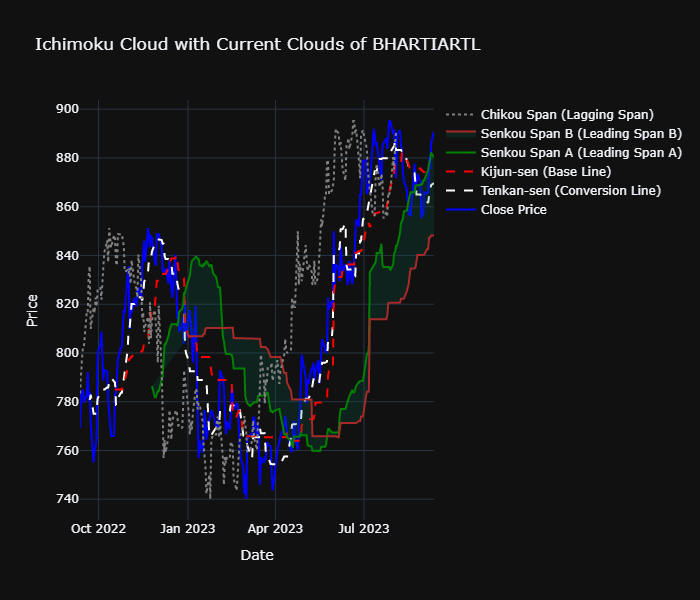 Ichimoku Cloud with Current Clouds of BHARTIARTL
900
880
860
840
820
800
780
760
740
Price
Oct 2022
Jan 2023
Apr 2023
Jul 2023
Date
Chikou Span (Lagging Span)
Senkou Span B (Leading Span B)
Senkou Span A (Leading Span A)
Kijun-sen (Base Line)
Tenkan-sen (Conversion Line)
Close Price